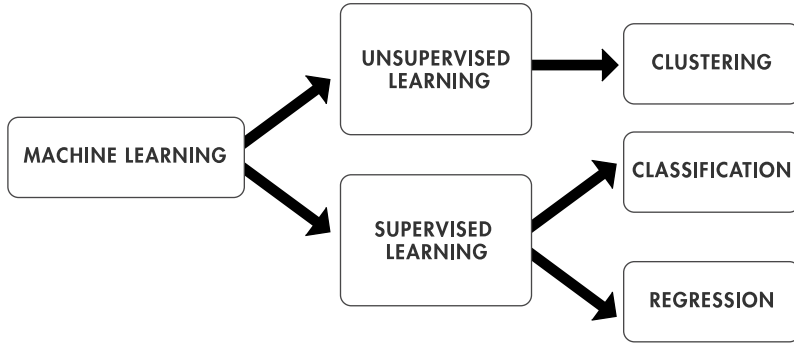 MACHINE LEARNING
UNSUPERVISED
LEARNING
SUPERVISED
LEARNING
CLUSTERING
CLASSIFICATION
REGRESSION